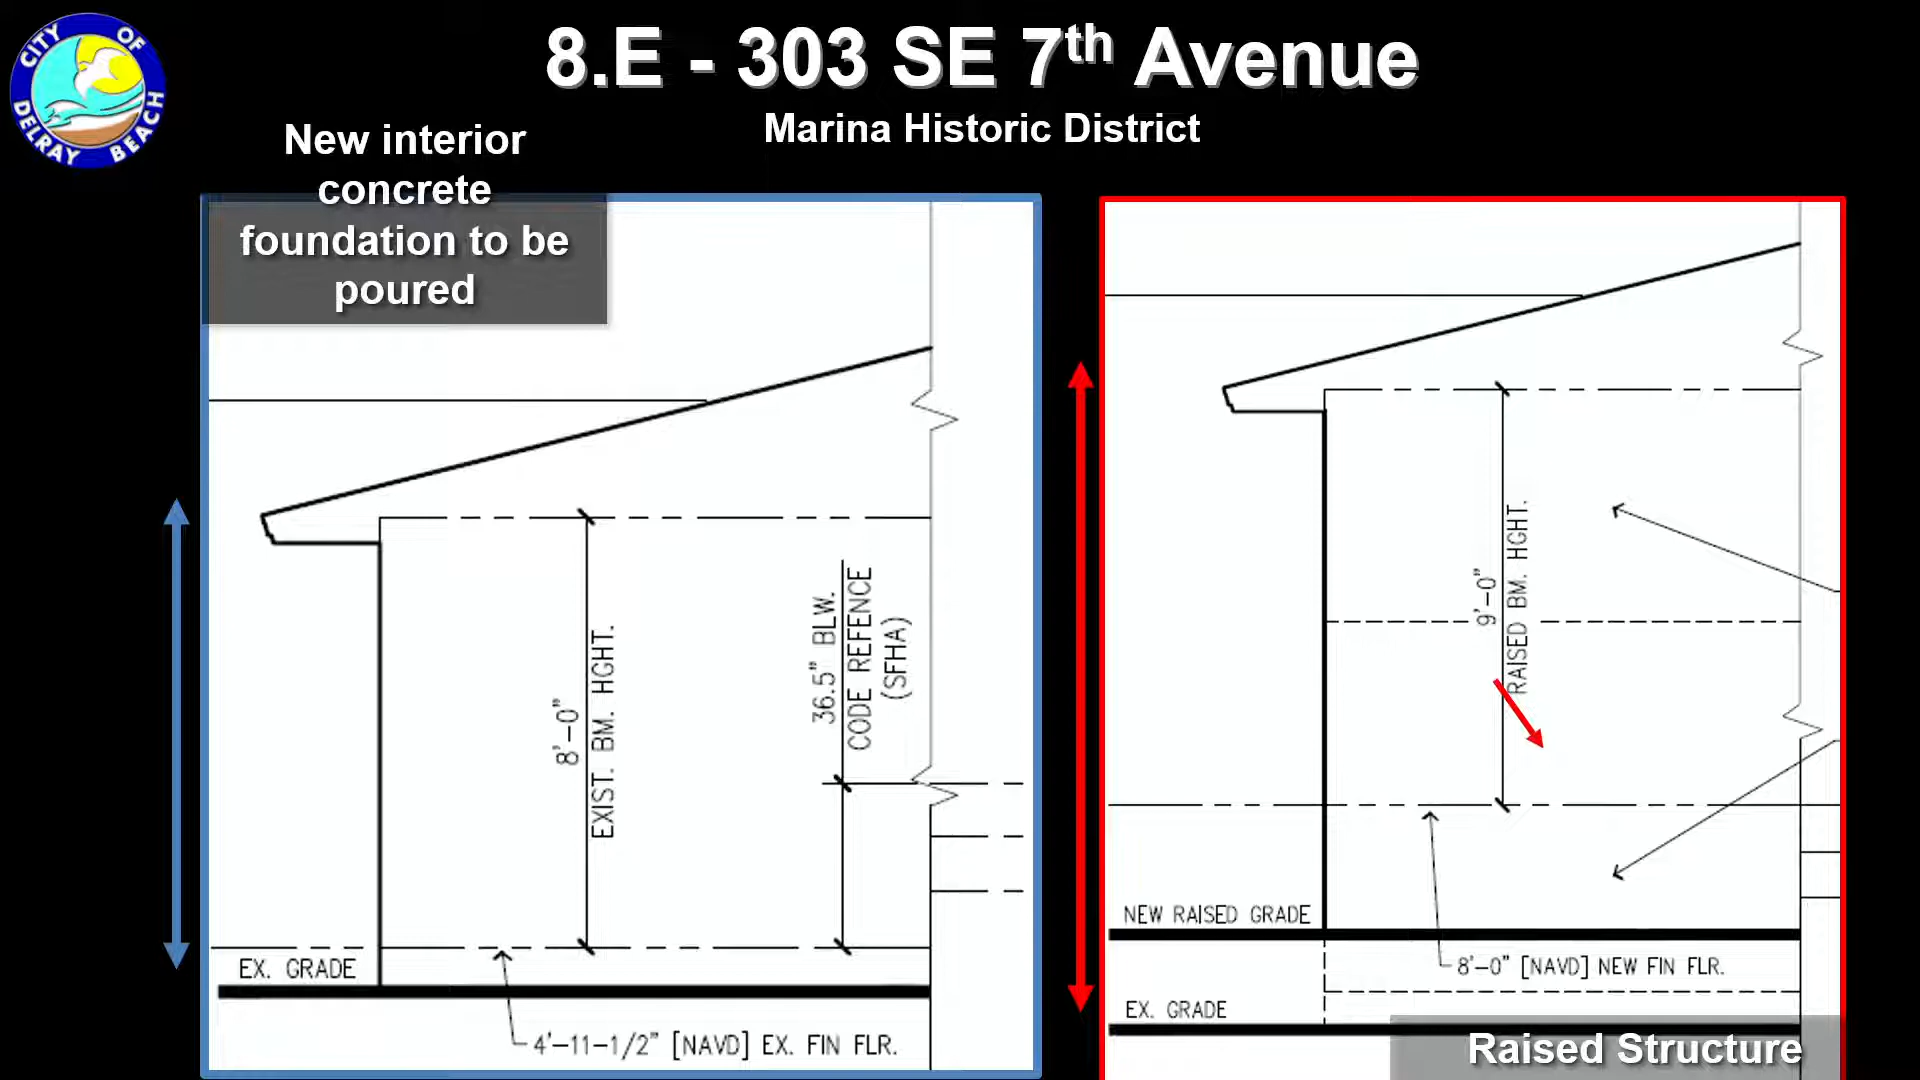 CITY OF
DELRAY BEACH
8.E - 303 SE 7th Avenue
Marina Historic District
New interior
concrete
foundation to be
poured
8'-0"
EXIST. BM. HGHT.
36.5" BLW.
CODE REFENCE
(SFHA)
EX. GRADE
4'-11-1/2" [NAVD] EX. FIN FLR.
9'-0"
RAISED BM. HGHT.
NEW RAISED GRADE
8'-0" [NAVD] NEW FIN FLR.
EX. GRADE
Raised Structure